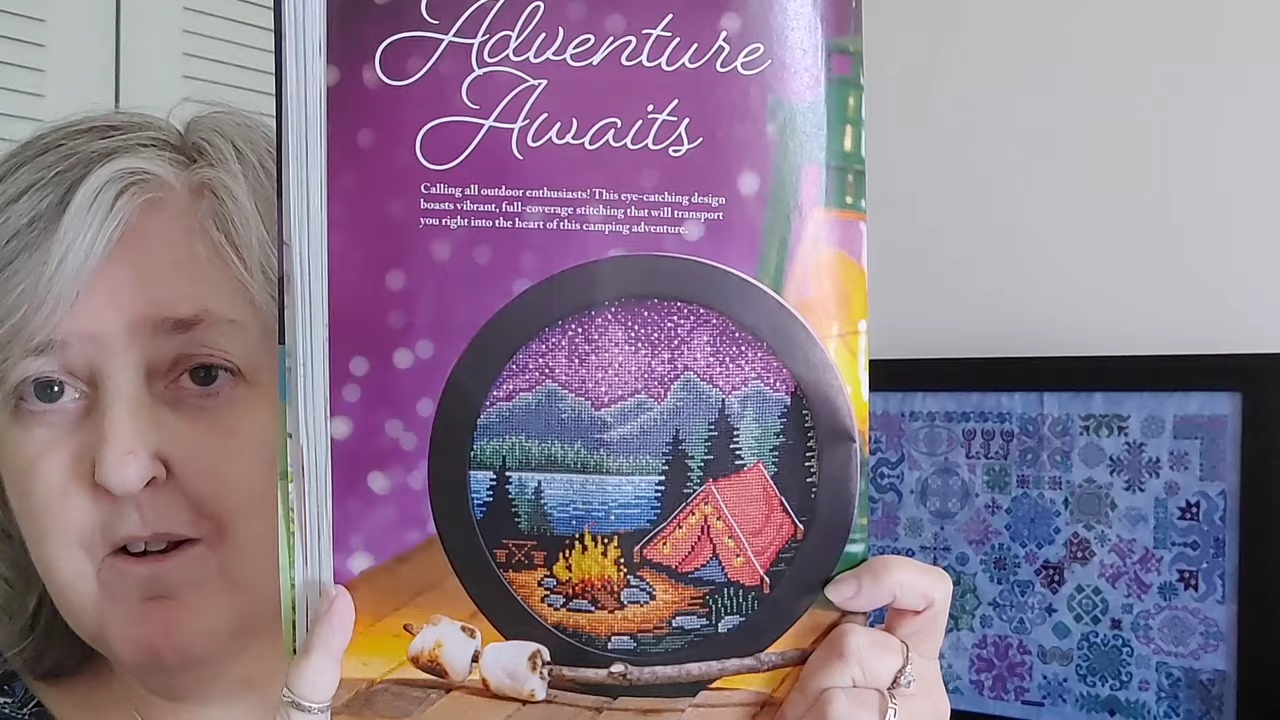 Adventure
Awaits
Calling all outdoor enthusiasts! This eye-catching design
boasts vibrant, full-coverage stitching that will transport
you right into the heart of this camping adventure.